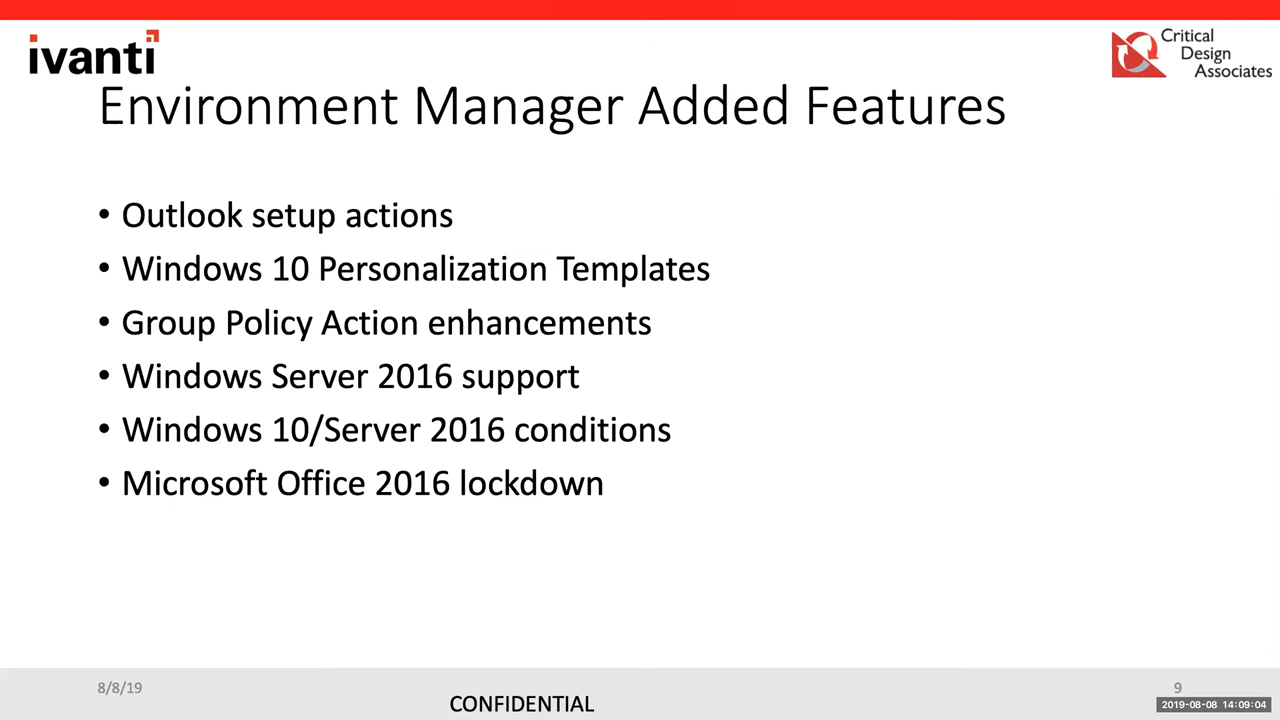 ivanti
Critical
Design
Associates
Environment Manager Added Features
• Outlook setup actions
• Windows 10 Personalization Templates
• Group Policy Action enhancements
• Windows Server 2016 support
• Windows 10/Server 2016 conditions
• Microsoft Office 2016 lockdown
8/8/19
CONFIDENTIAL
9
2019-08-08 14:09:04